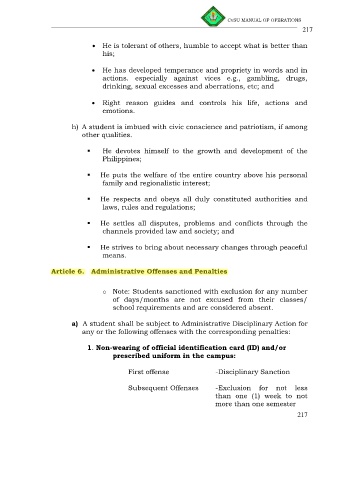 CvSU MANUAL OF OPERATIONS
217
• He is tolerant of others, humble to accept what is better than
his;
• He has developed temperance and propriety in words and in
actions. especially against vices e.g., gambling, drugs,
drinking, sexual excesses and aberrations, etc; and
• Right reason guides and controls his life, actions and
emotions.
h) A student is imbued with civic conscience and patriotism, if among
other qualities.
▪ He devotes himself to the growth and development of the
Philippines;
▪ He puts the welfare of the entire country above his personal
family and regionalistic interest;
▪ He respects and obeys all duly constituted authorities and
laws, rules and regulations;
▪ He settles all disputes, problems and conflicts through the
channels provided law and society; and
▪ He strives to bring about necessary changes through peaceful
means.
Article 6. Administrative Offenses and Penalties
o Note: Students sanctioned with exclusion for any number
of days/months are not excused from their classes/
school requirements and are considered absent.
a) A student shall be subject to Administrative Disciplinary Action for
any or the following offenses with the corresponding penalties:
1. Non-wearing of official identification card (ID) and/or
prescribed uniform in the campus:
First offense -Disciplinary Sanction
Subsequent Offenses -Exclusion for not less
than one (1) week to not
more than one semester
217